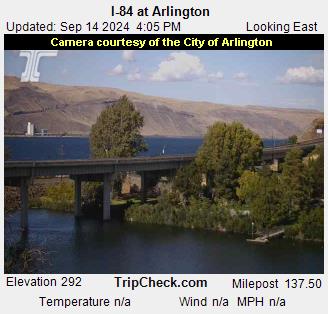 I-84 at Arlington
Updated: Sep 14 2024 4:05 PM Looking East
Camera courtesy of the City of Arlington
Elevation 292 TripCheck.com Milepost 137.50
Temperature n/a Wind n/a MPH n/a